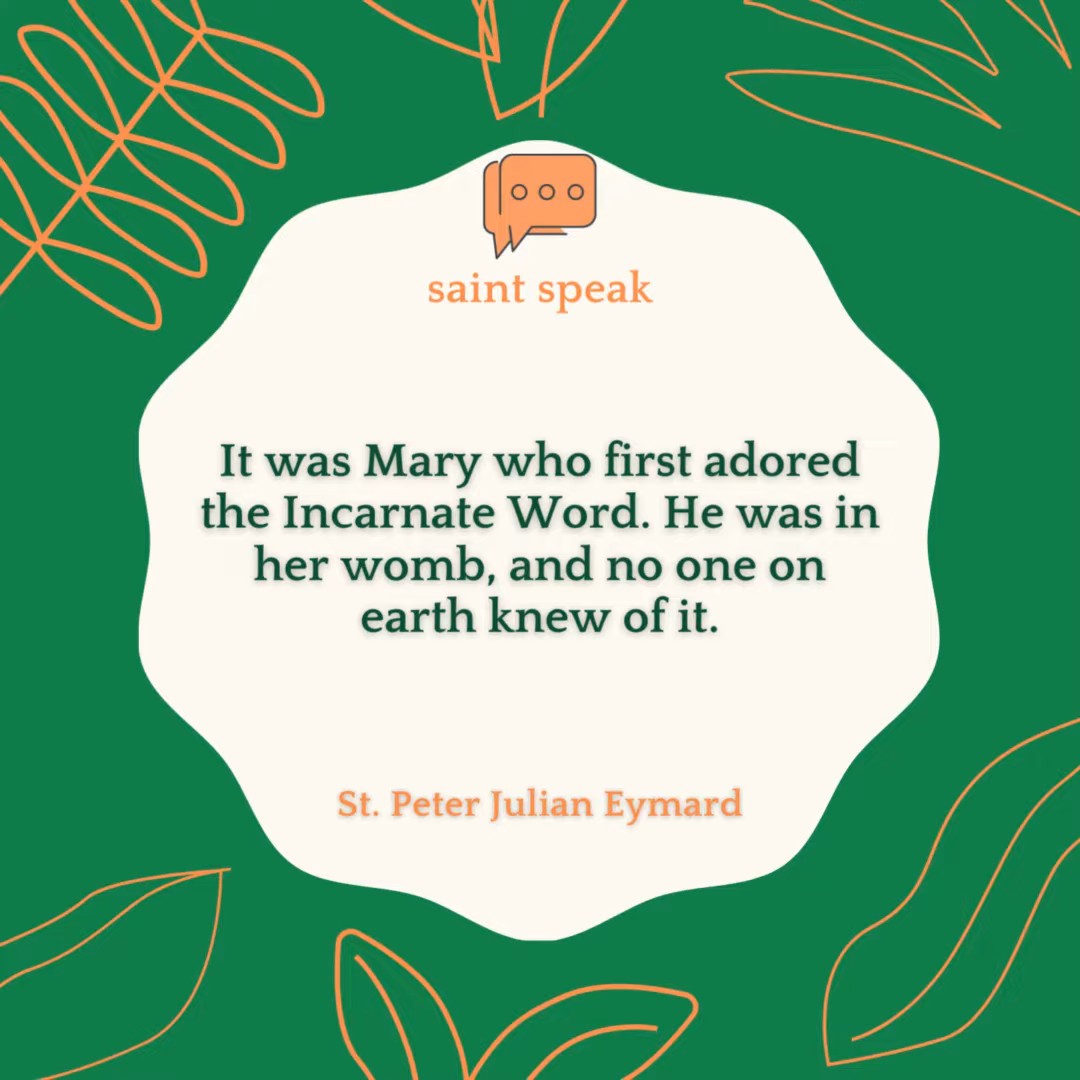 saint speak
It was Mary who first adored
the Incarnate Word. He was in
her womb, and no one on
earth knew of it.
St. Peter Julian Eymard